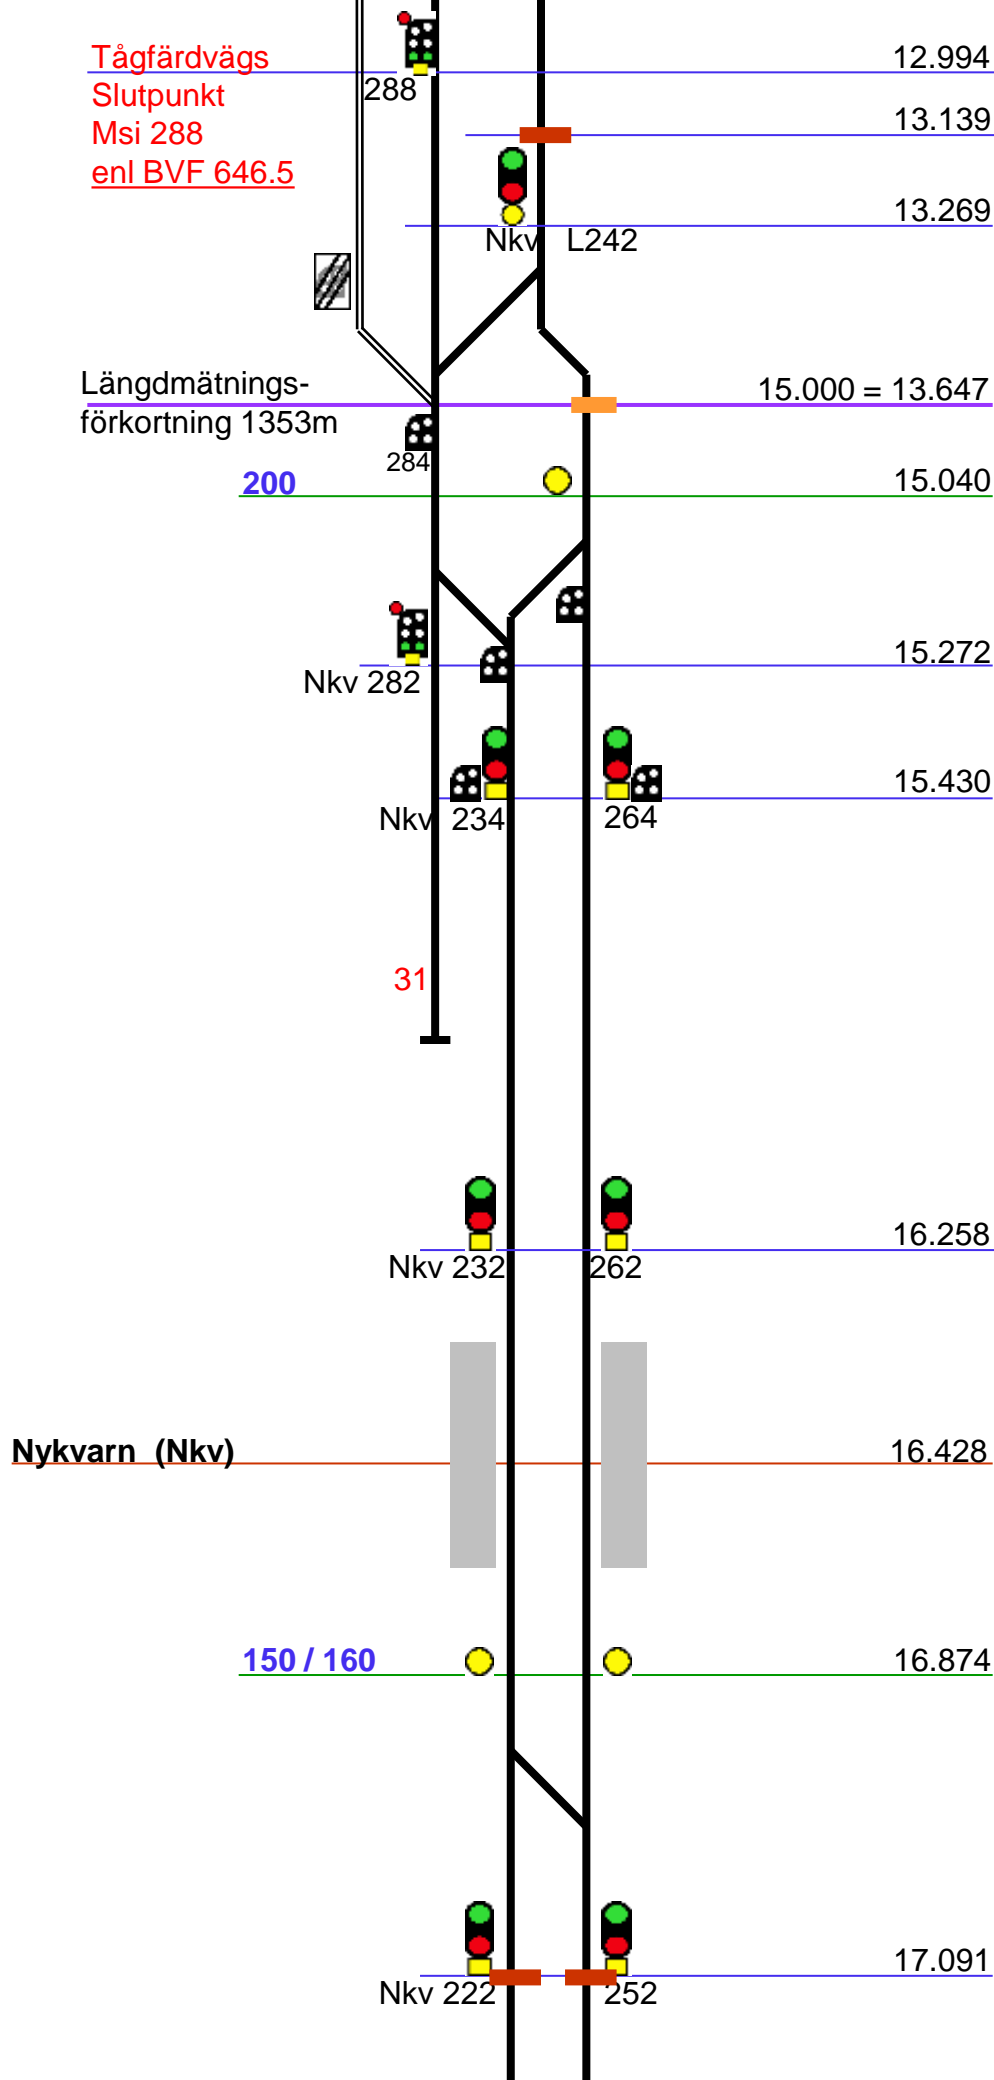 Tågfärdvägs
Slutpunkt
Msi 288
enl BVF 646.5
288
12.994
13.139
13.269
Nkv L242
Längdmätnings-
förkortning 1353m
15.000 = 13.647
284
200
15.040
15.272
Nkv 282
15.430
Nkv 234
264
31
16.258
Nkv 232
262
Nykvarn (Nkv)
16.428
150 / 160
16.874
17.091
Nkv 222
252